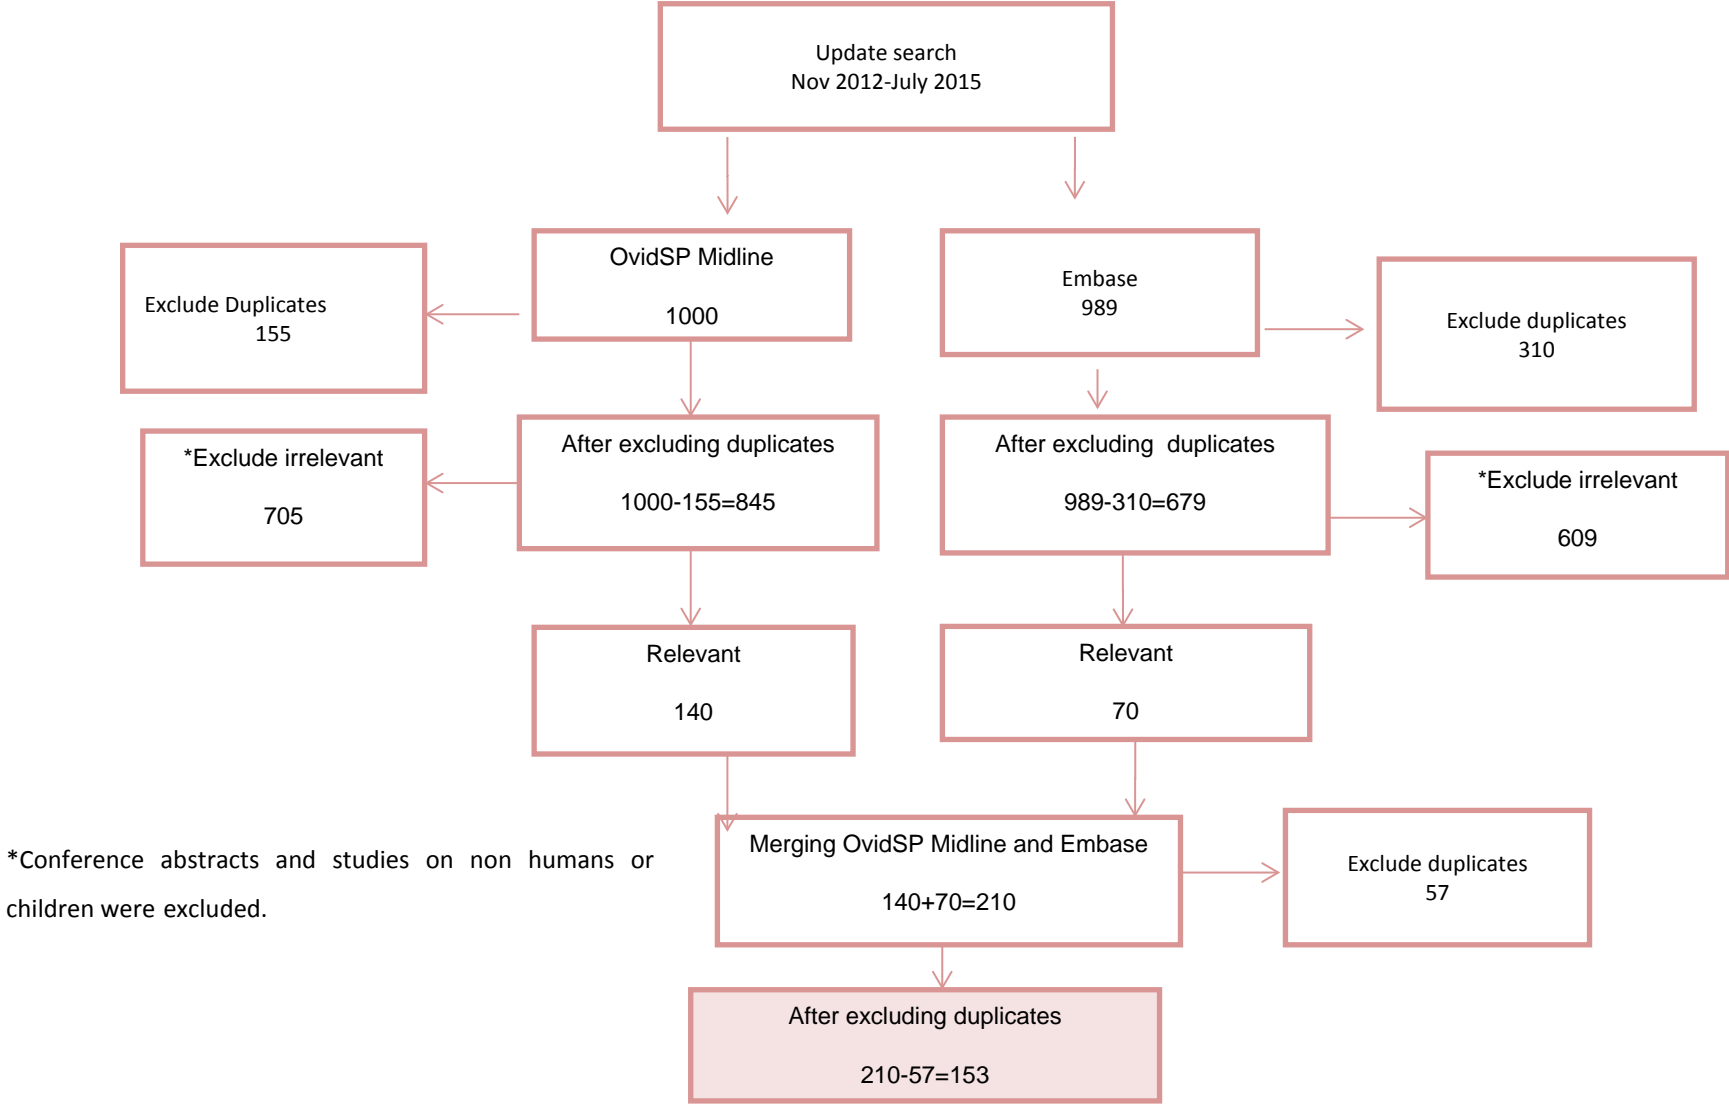 Update search
Nov 2012-July 2015
OvidSP Midline
1000
Exclude Duplicates
155
Embase
989
Exclude duplicates
310
After excluding duplicates
1000-155=845
*Exclude irrelevant
705
After excluding  duplicates
989-310=679
*Exclude irrelevant
609
Relevant
140
Relevant
70
Merging OvidSP Midline and Embase
140+70=210
Exclude duplicates
57
*Conference abstracts and studies on non humans or
children were excluded.
After excluding duplicates
210-57=153